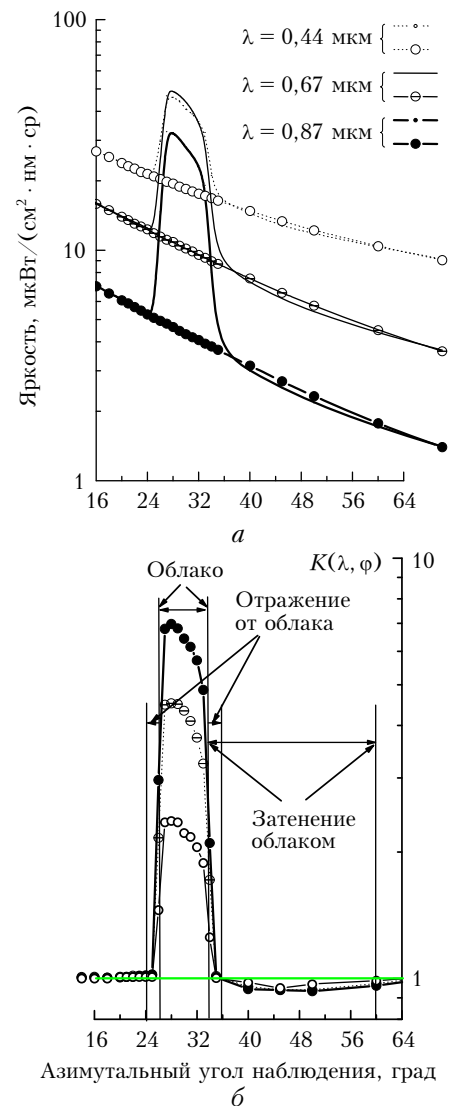 100
λ = 0,44 мкм
λ = 0,67 мкм
λ = 0,87 мкм
10
1
Яркость, мкВт/(см² · нм · ср)
16 24 32 40 48 56 64
а
K(λ, φ)
10
Облако
Отражение
от облака
Затенение
облаком
1
16 24 32 40 48 56 64
Азимутальный угол наблюдения, град
б